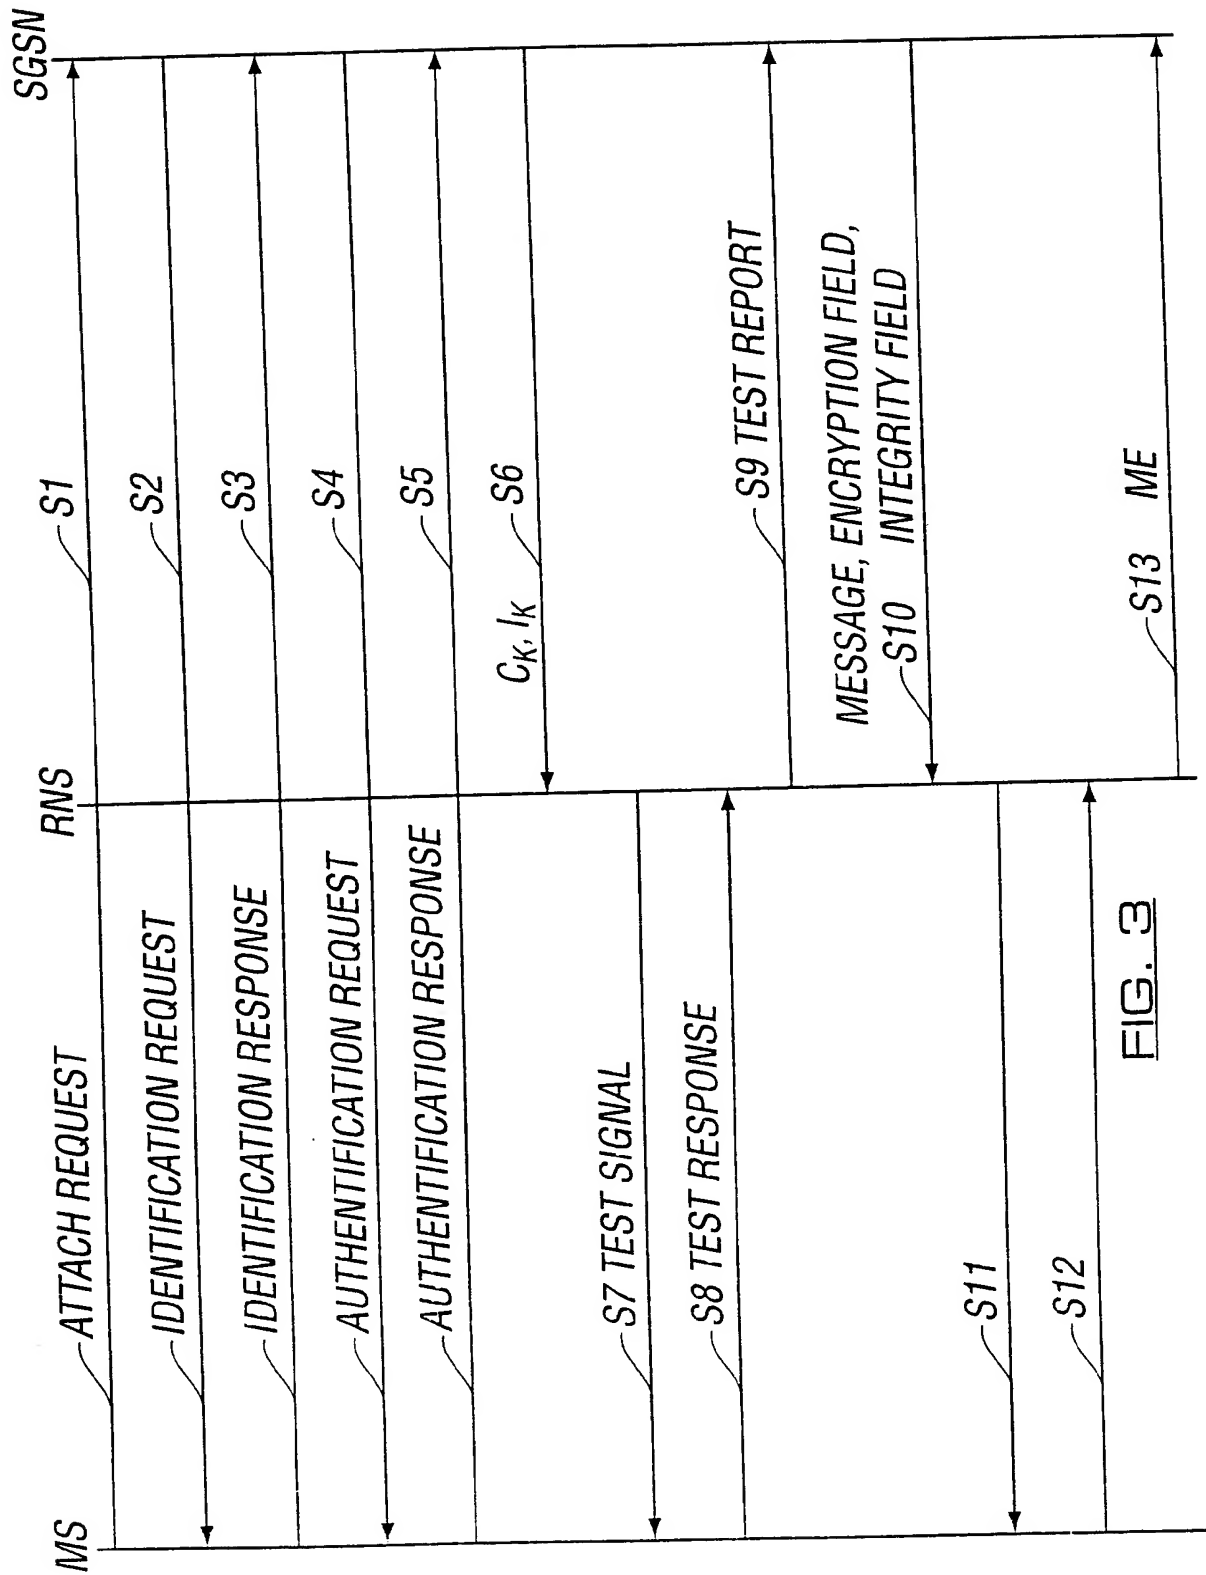 MS
RNS
SGSN
ATTACH REQUEST
S1
IDENTIFICATION REQUEST
S2
IDENTIFICATION RESPONSE
S3
AUTHENTIFICATION REQUEST
S4
AUTHENTIFICATION RESPONSE
S5
CK, IK
S6
S7 TEST SIGNAL
S8 TEST RESPONSE
S9 TEST REPORT
MESSAGE, ENCRYPTION FIELD,
S10 INTEGRITY FIELD
S11
S12
S13 ME
FIG. 3